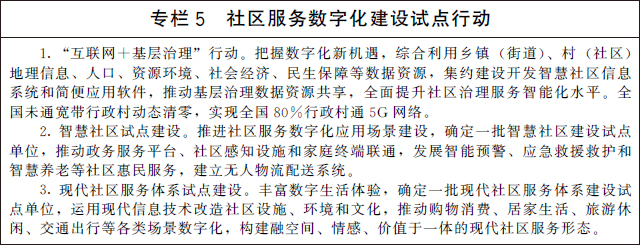 专栏5 社区服务数字化建设试点行动
1. “互联网＋基层治理”行动。把握数字化新机遇，综合利用乡镇（街道）、村（社区）
地理信息、人口、资源环境、社会经济、民生保障等数据资源，集约建设开发智慧社区信息
系统和简便应用软件，推动基层治理数据资源共享，全面提升社区治理服务智能化水平。全
国未通宽带行政村动态清零，实现全国80%行政村通5G网络。
2. 智慧社区试点建设。推进社区服务数字化应用场景建设，确定一批智慧社区建设试点
单位，推动政务服务平台、社区感知设施和家庭终端联通，发展智能预警、应急救援救护和
智慧养老等社区惠民服务，建立无人物流配送系统。
3. 现代社区服务体系试点建设。丰富数字生活体验，确定一批现代社区服务体系建设试
点单位，运用现代信息技术改造社区设施、环境和文化，推动购物消费、居家生活、旅游休
闲、交通出行等各类场景数字化，构建融空间、情感、价值于一体的现代社区服务形态。